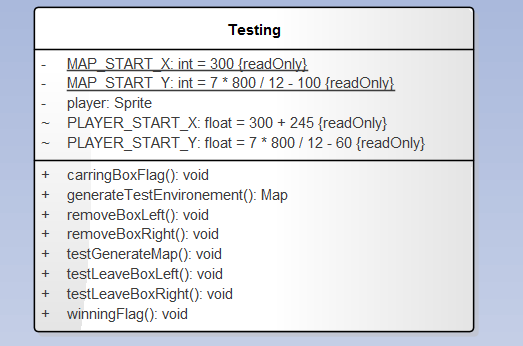 Testing
- MAP_START_X: int = 300 {readOnly}
- MAP_START_Y: int = 7 * 800 / 12 - 100 {readOnly}
- player: Sprite
~ PLAYER_START_X: float = 300 + 245 {readOnly}
~ PLAYER_START_Y: float = 7 * 800 / 12 - 60 {readOnly}
+ carringBoxFlag(): void
+ generateTestEnvironement(): Map
+ removeBoxLeft(): void
+ removeBoxRight(): void
+ testGenerateMap(): void
+ testLeaveBoxLeft(): void
+ testLeaveBoxRight(): void
+ winningFlag(): void